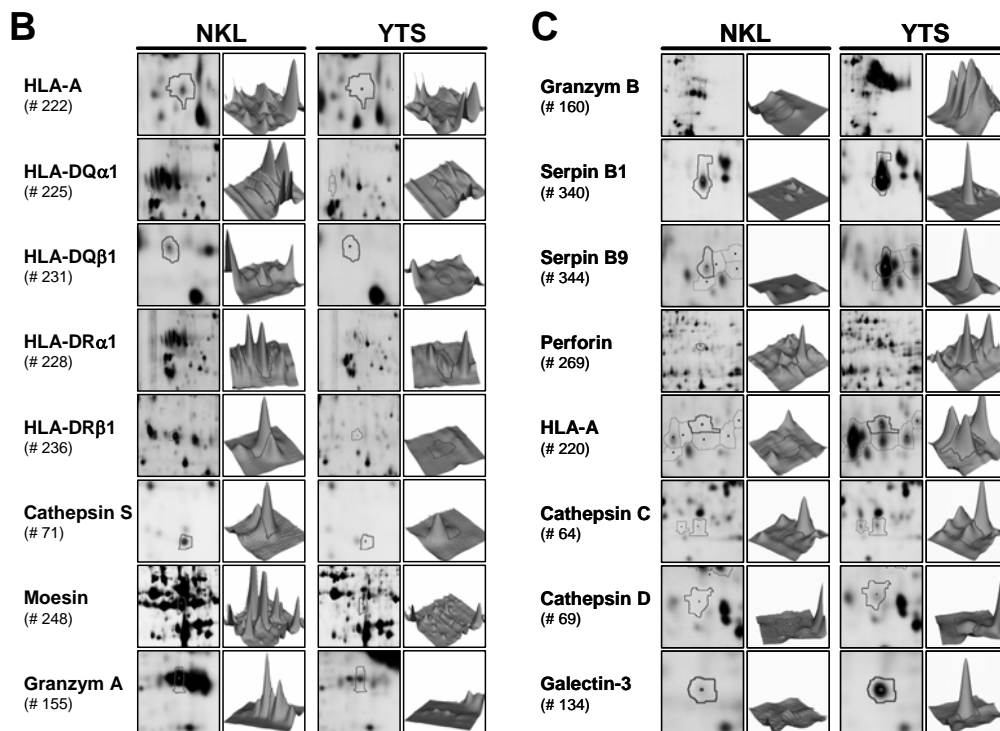 B
NKL YTS
HLA-A
(# 222)
HLA-DQα1
(# 225)
HLA-DQβ1
(# 231)
HLA-DRα1
(# 228)
HLA-DRβ1
(# 236)
Cathepsin S
(# 71)
Moesin
(# 248)
Granzym A
(# 155)
C
NKL YTS
Granzym B
(# 160)
Serpin B1
(# 340)
Serpin B9
(# 344)
Perforin
(# 269)
HLA-A
(# 220)
Cathepsin C
(# 64)
Cathepsin D
(# 69)
Galectin-3
(# 134)